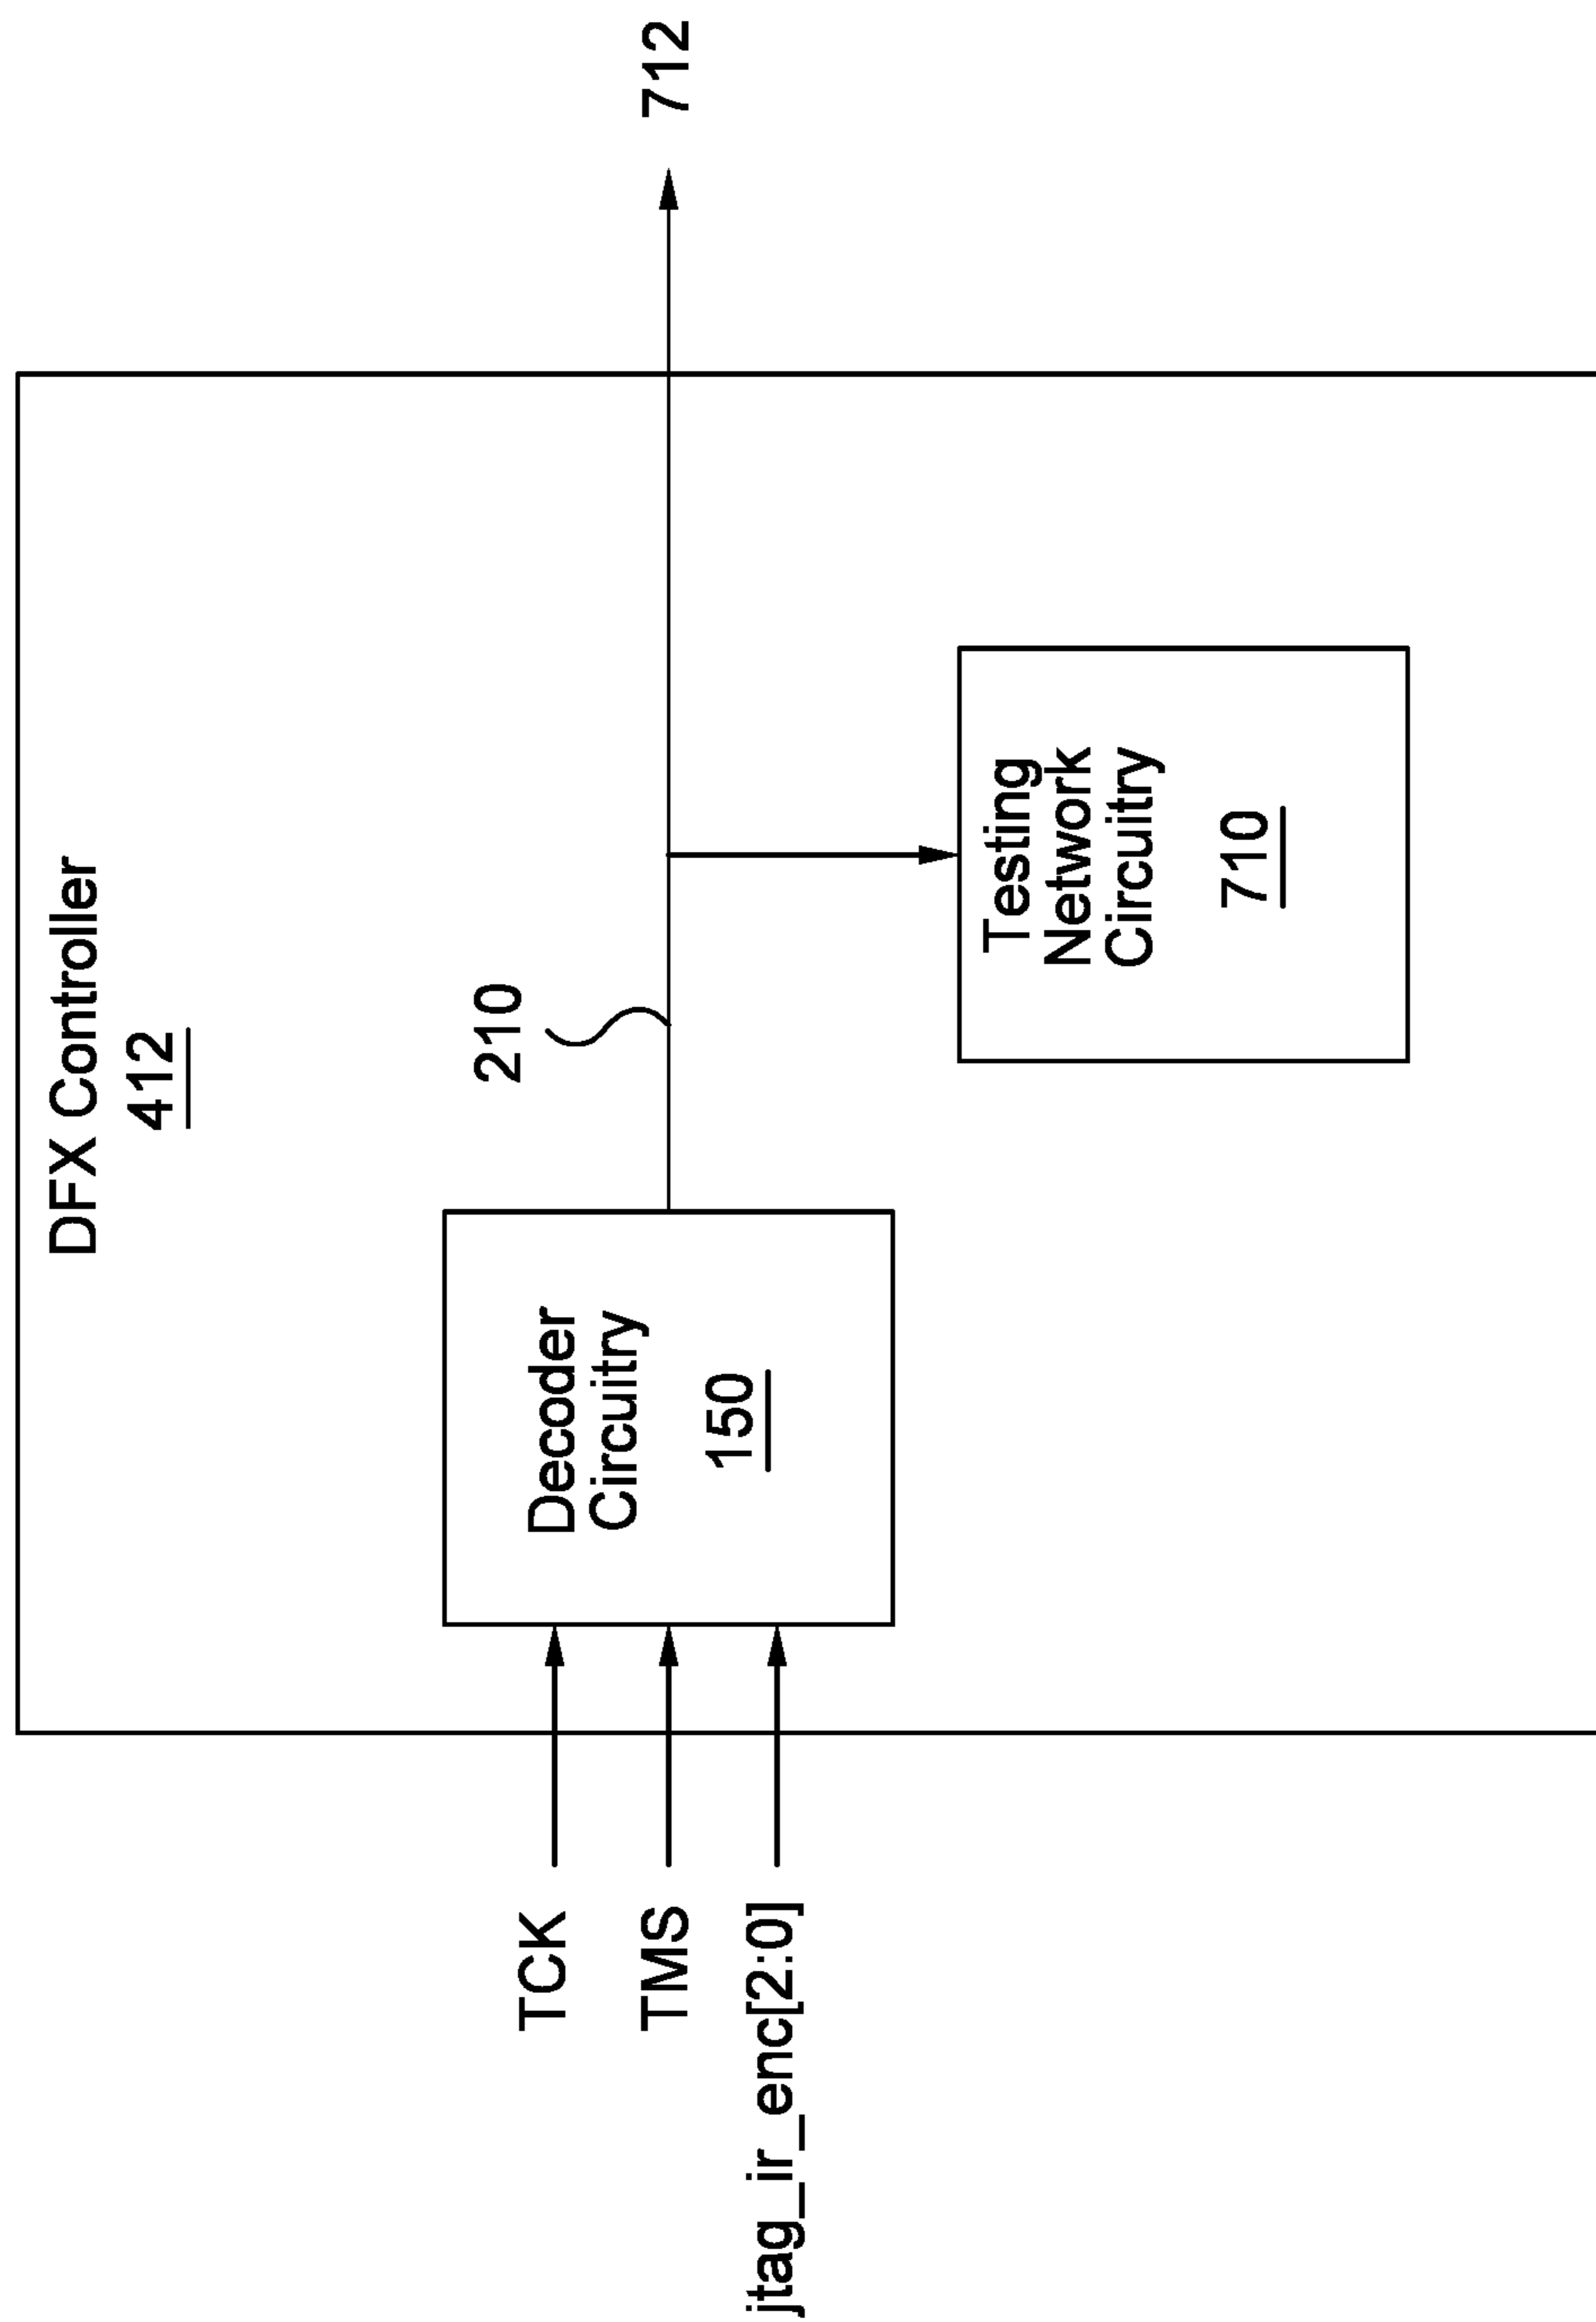 DFX Controller
412
TCK
TMS
jtag_ir_enc[2:0]
Decoder
Circuitry
150
210
712
Testing
Network
Circuitry
710